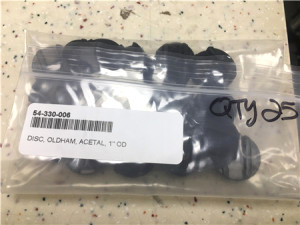 54-330-006
DISC, OLDHAM, ACETAL, 1" OD
QTY 25